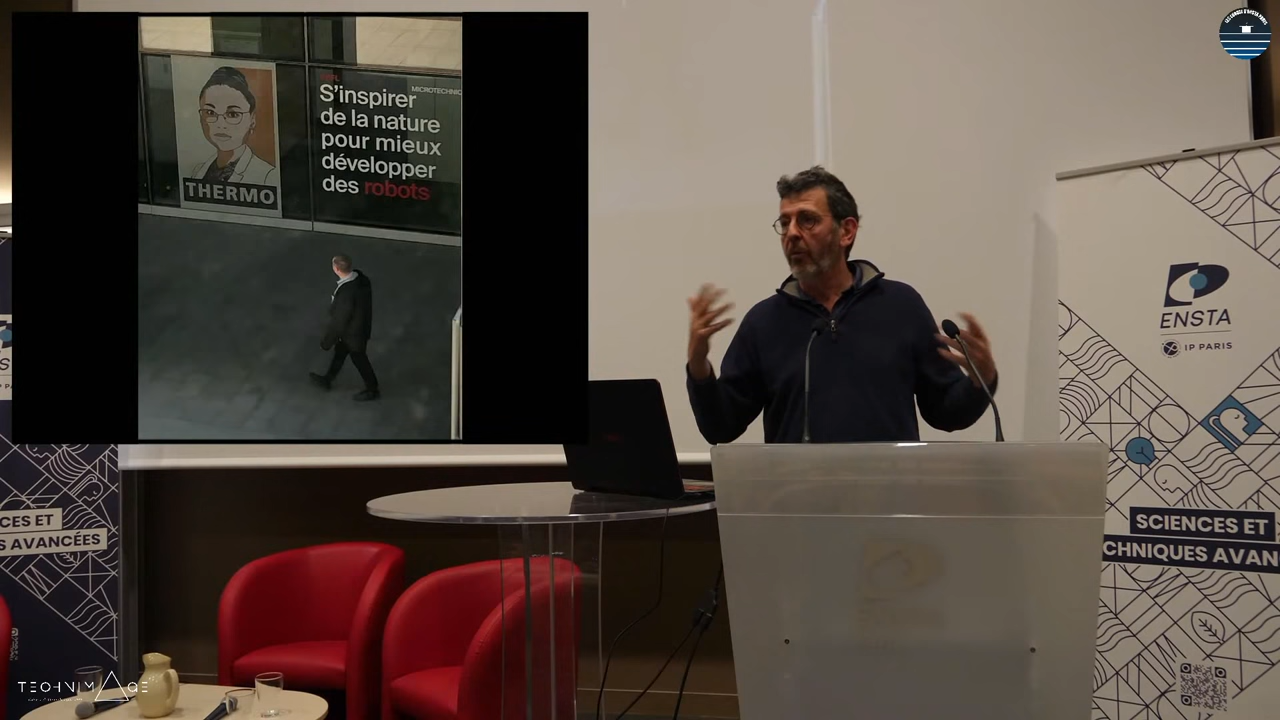 MICROTECHNIC
S'inspirer
de la nature
pour mieux
développer
des robots
THERMO
ENSTA
IP PARIS
SCIENCES ET
CHNIQUES AVAN
CES ET
S AVANCÉES
TECHNIMAGE